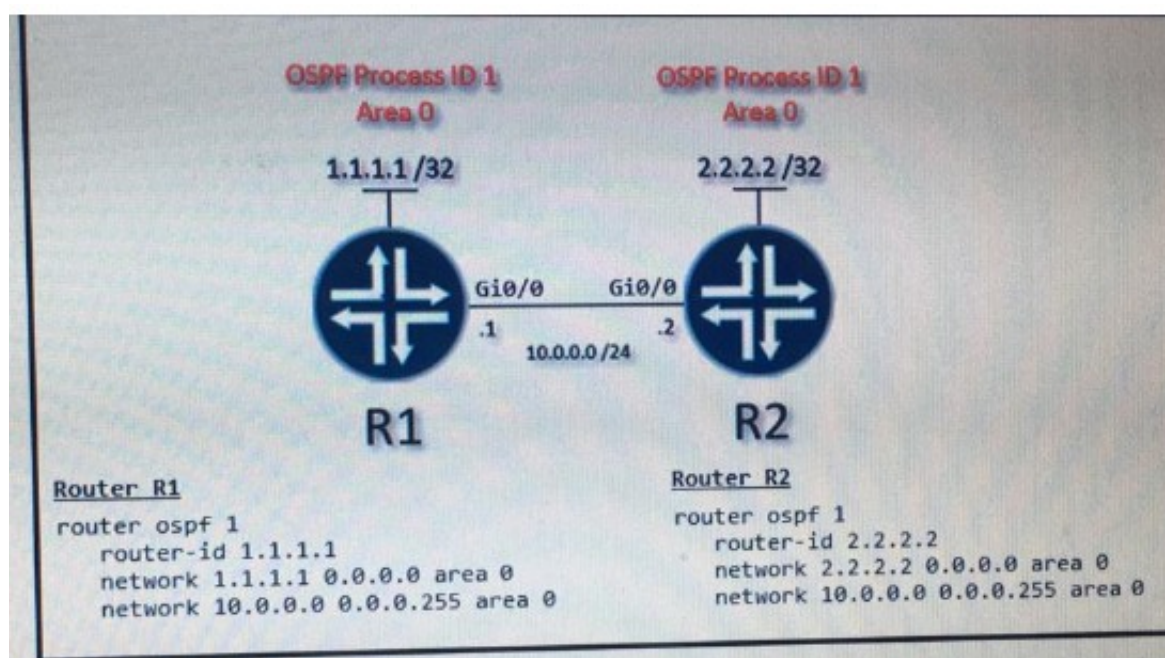 OSPF Process ID 1
Area 0
OSPF Process ID 1
Area 0
1.1.1.1 /32
2.2.2.2 /32
Gi0/0
Gi0/0
.1
.2
10.0.0.0 /24
R1
R2
Router R1
router ospf 1
router-id 1.1.1.1
network 1.1.1.1 0.0.0.0 area 0
network 10.0.0.0 0.0.0.255 area 0
Router R2
router ospf 1
router-id 2.2.2.2
network 2.2.2.2 0.0.0.0 area 0
network 10.0.0.0 0.0.0.255 area 0